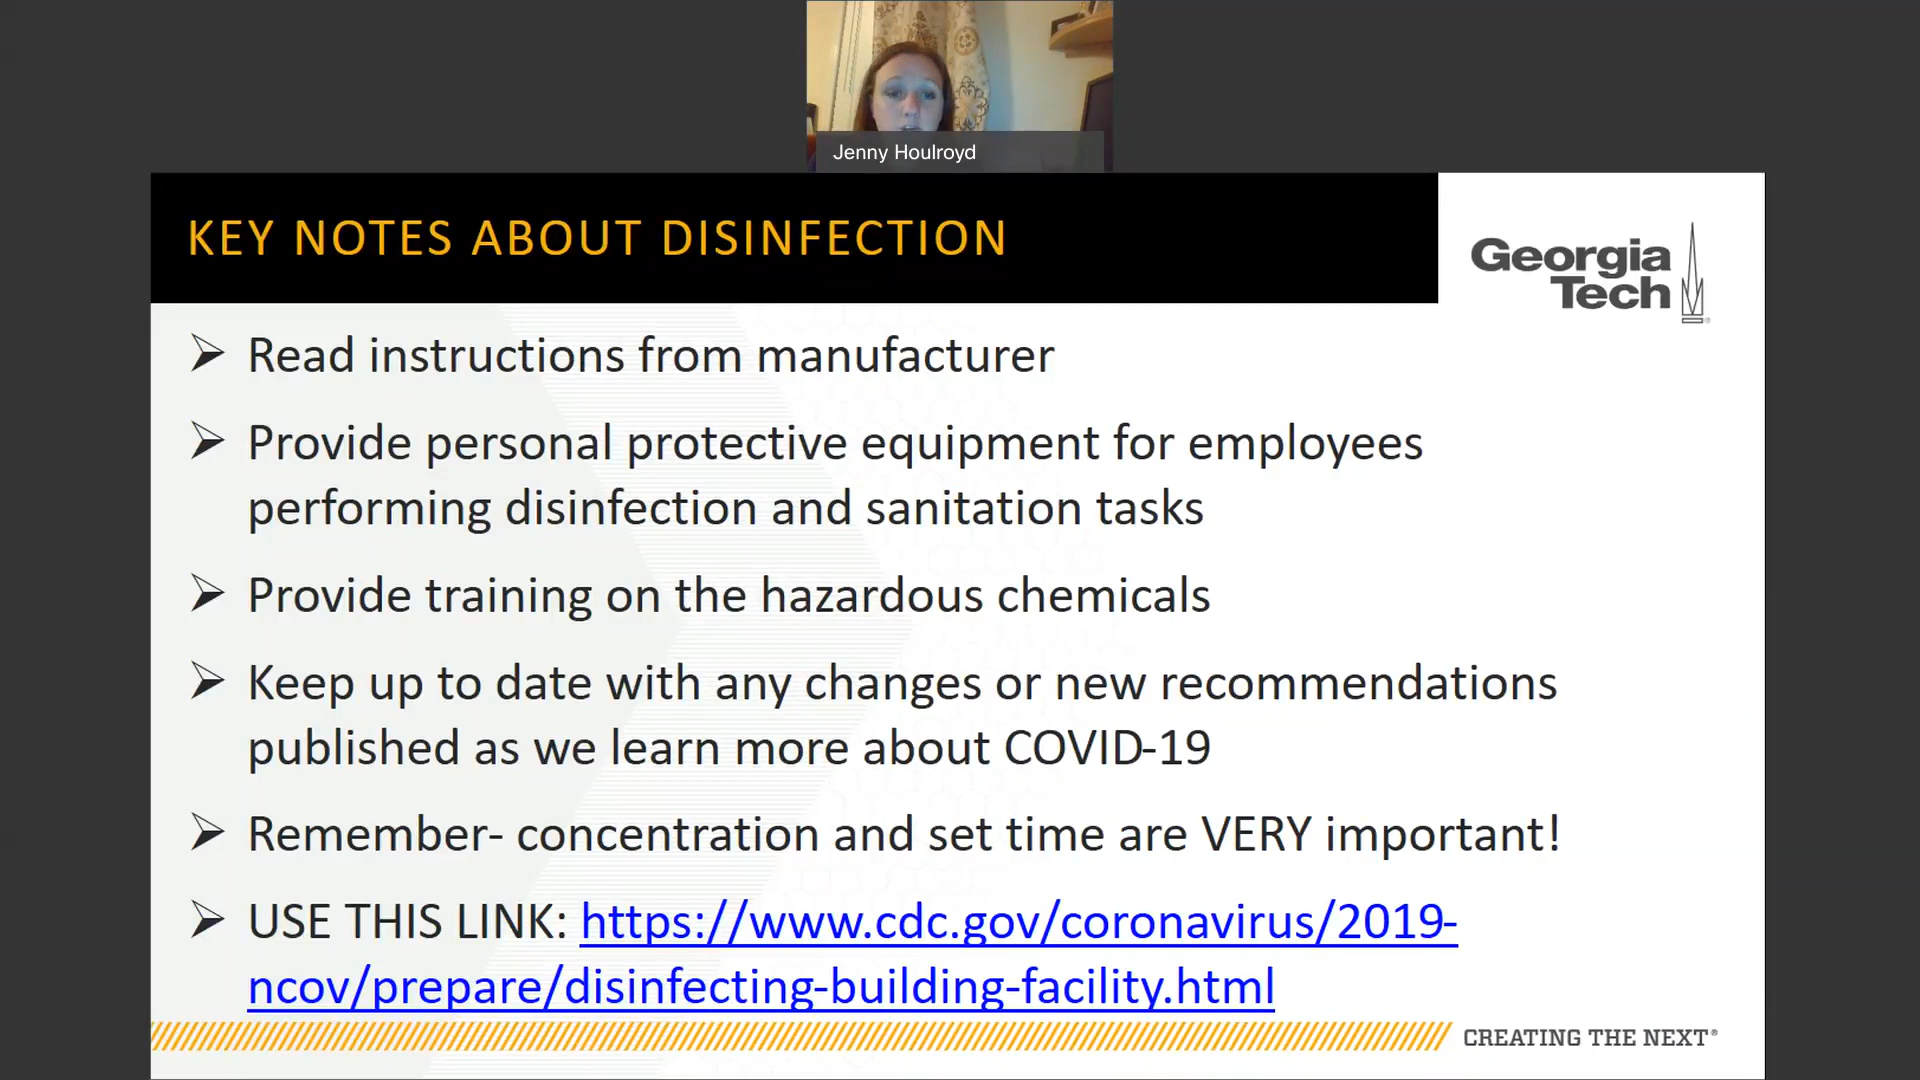 Jenny Houlroyd
KEY NOTES ABOUT DISINFECTION
Georgia
Tech
Read instructions from manufacturer
Provide personal protective equipment for employees
performing disinfection and sanitation tasks
Provide training on the hazardous chemicals
Keep up to date with any changes or new recommendations
published as we learn more about COVID-19
Remember- concentration and set time are VERY important!
USE THIS LINK: https://www.cdc.gov/coronavirus/2019-
ncov/prepare/disinfecting-building-facility.html
CREATING THE NEXT®